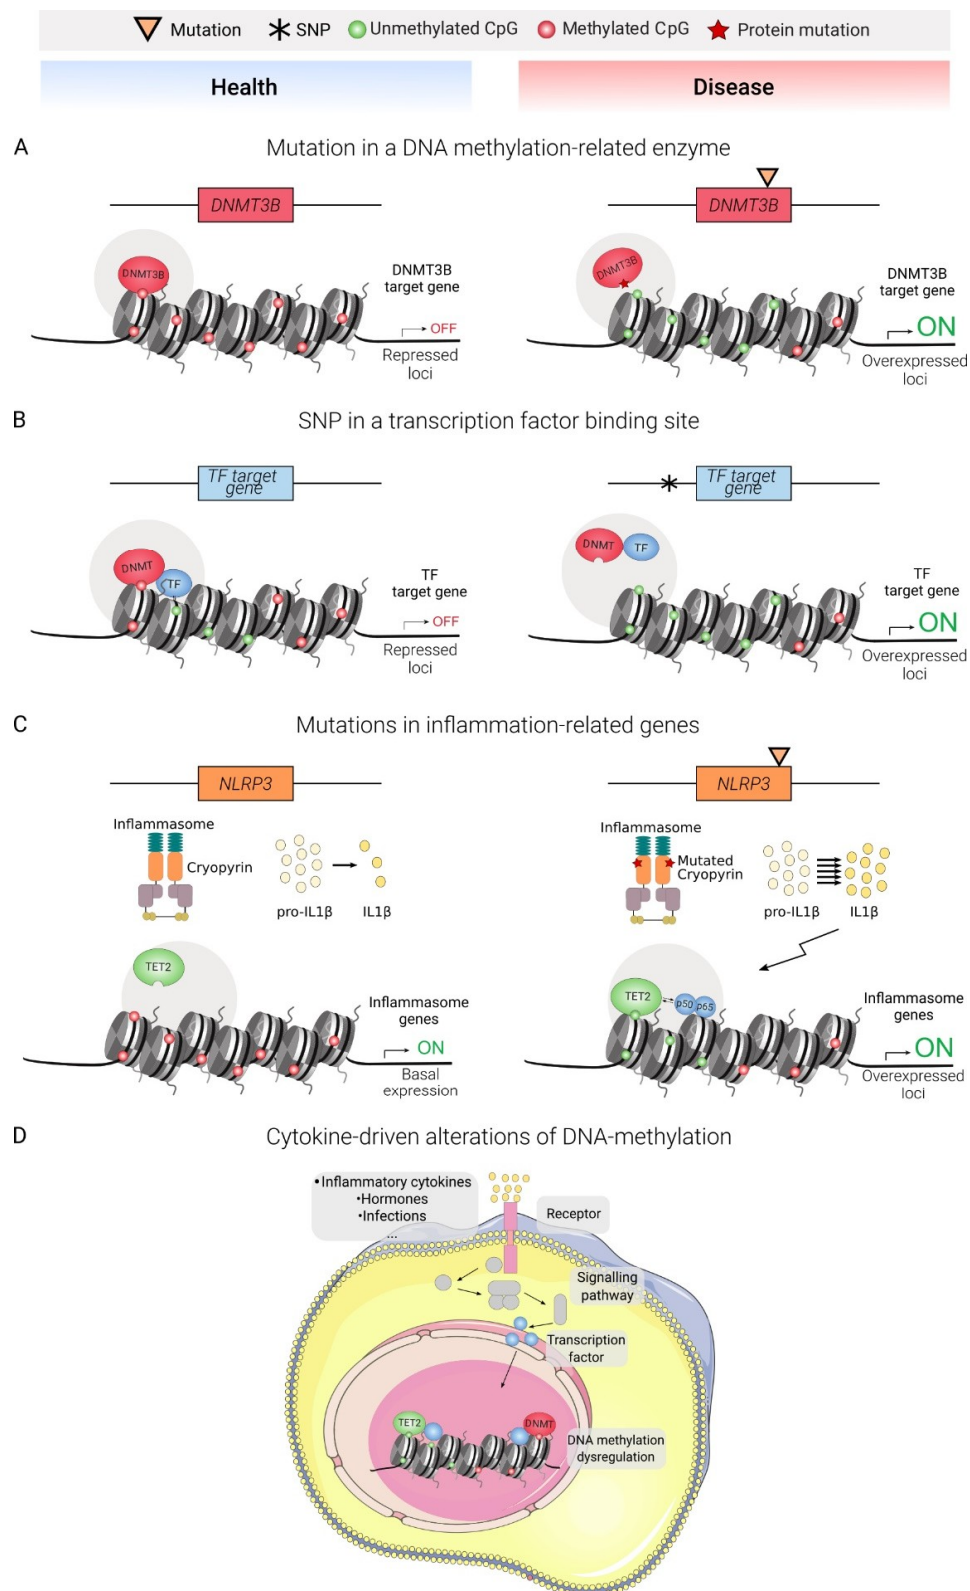 Mutation
SNP
Unmethylated CpG
Methylated CpG
Protein mutation
Health
Disease
A
Mutation in a DNA methylation-related enzyme
DNMT3B
DNMT3B
DNMT3B
DNMT3B
target gene
OFF
Repressed
loci
DNMT3B
DNMT3B
target gene
ON
Overexpressed
loci
B
SNP in a transcription factor binding site
TF target
gene
TF target
gene
DNMT
TF
TF
target gene
OFF
Repressed
loci
DNMT
TF
TF
target gene
ON
Overexpressed
loci
C
Mutations in inflammation-related genes
NLRP3
NLRP3
Inflammasome
Cryopyrin
pro-IL1β
IL1β
Inflammasome
Mutated
Cryopyrin
pro-IL1β
IL1β
TET2
Inflammasome
genes
ON
Basal
expression
TET2
p50
p65
Inflammasome
genes
ON
Overexpressed
loci
D
Cytokine-driven alterations of DNA-methylation
•Inflammatory cytokines
•Hormones
•Infections
...
Receptor
Signalling
pathway
Transcription
factor
TET2
DNMT
DNA methylation
dysregulation